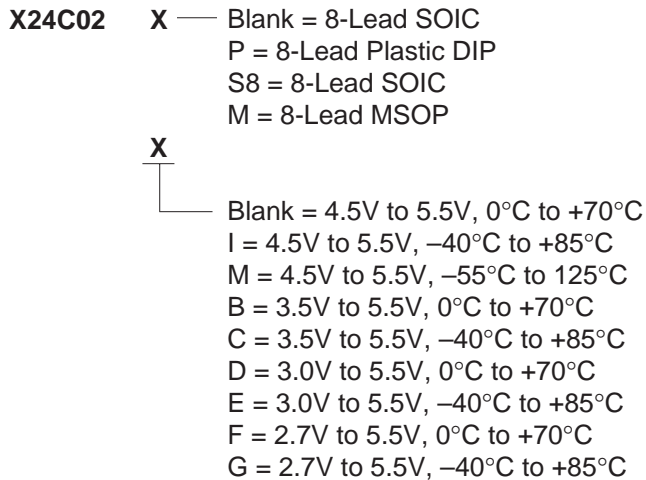 X24C02 X Blank = 8-Lead SOIC
P = 8-Lead Plastic DIP
S8 = 8-Lead SOIC
M = 8-Lead MSOP
X
Blank = 4.5V to 5.5V, 0°C to +70°C
I = 4.5V to 5.5V, –40°C to +85°C
M = 4.5V to 5.5V, –55°C to 125°C
B = 3.5V to 5.5V, 0°C to +70°C
C = 3.5V to 5.5V, –40°C to +85°C
D = 3.0V to 5.5V, 0°C to +70°C
E = 3.0V to 5.5V, –40°C to +85°C
F = 2.7V to 5.5V, 0°C to +70°C
G = 2.7V to 5.5V, –40°C to +85°C